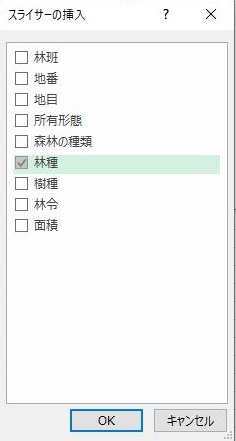 スライサーの挿入 ? ×
林班
地番
地目
所有形態
森林の種類
林種
樹種
林令
面積
OK キャンセル